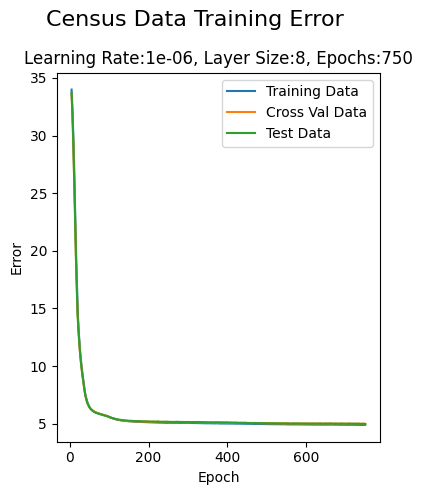 Census Data Training Error
Learning Rate:1e-06, Layer Size:8, Epochs:750
Training Data
Cross Val Data
Test Data
35
30
25
20
15
10
5
Error
0
200
400
600
Epoch